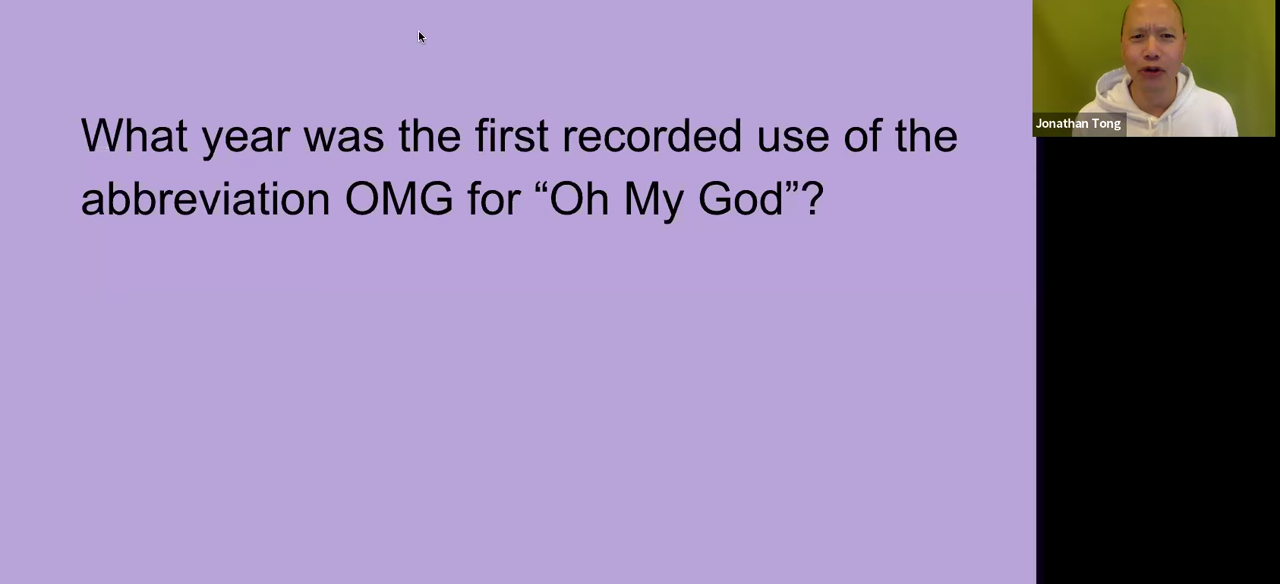 What year was the first recorded use of the
abbreviation OMG for “Oh My God”?
Jonathan Tong